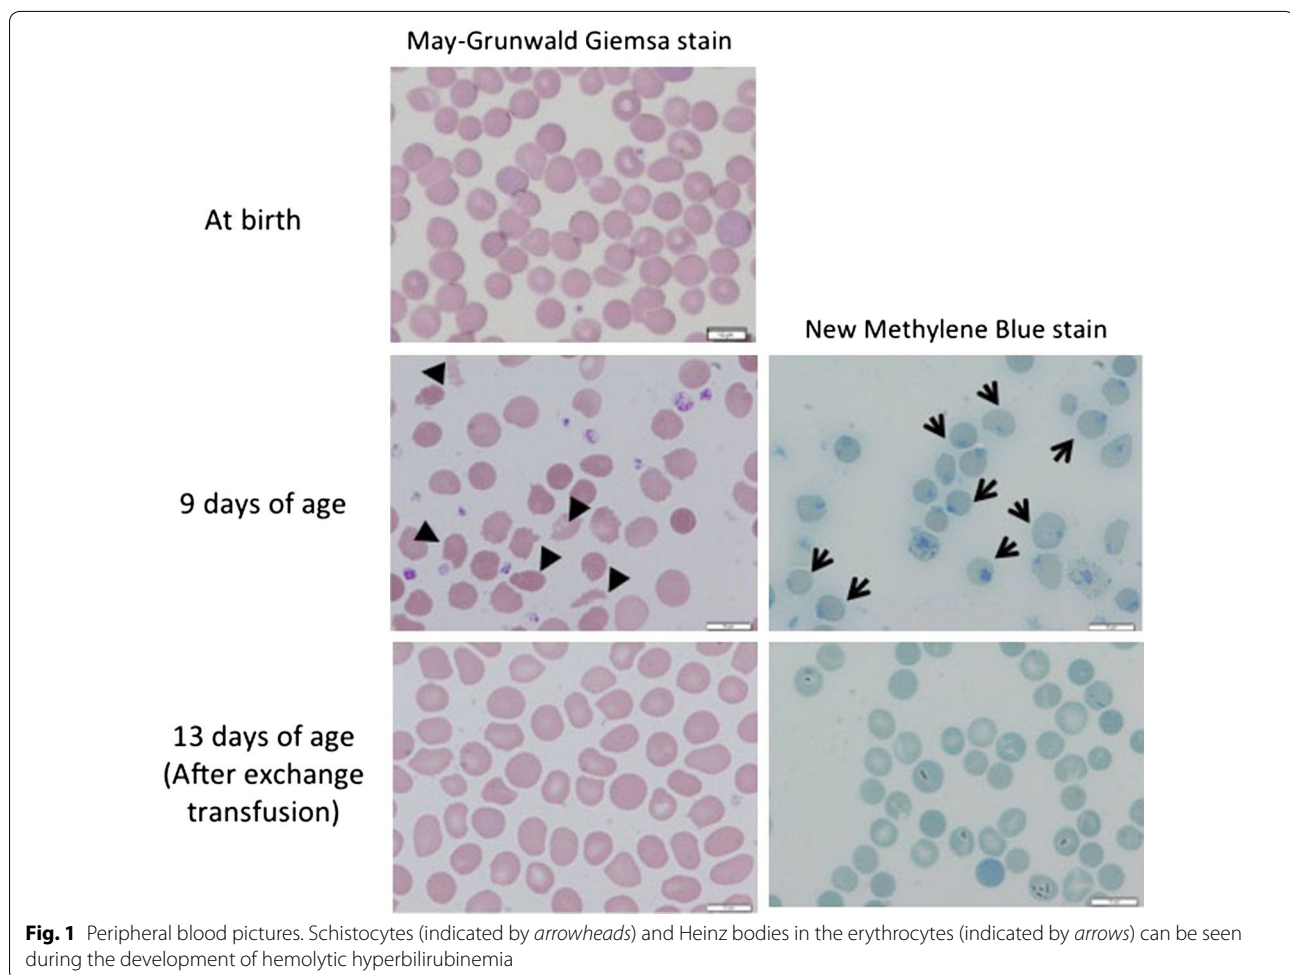 May-Grunwald Giemsa stain
At birth
New Methylene Blue stain
9 days of age
13 days of age
(After exchange
transfusion)
Fig. 1 Peripheral blood pictures. Schistocytes (indicated by arrowheads) and Heinz bodies in the erythrocytes (indicated by arrows) can be seen
during the development of hemolytic hyperbilirubinemia